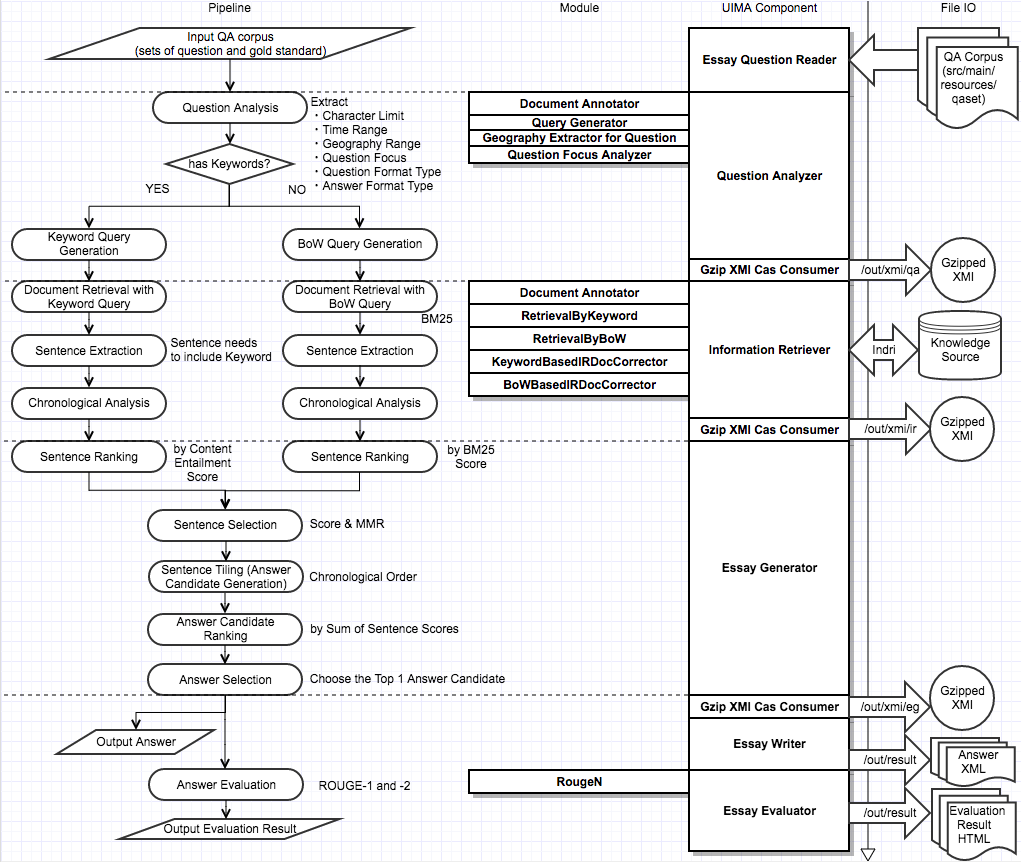 Pipeline
Module
UIMA Component
File IO
Input QA corpus
(sets of question and gold standard)
Essay Question Reader
QA Corpus
(src/main/
resources/
qaset)
Question Analysis
Extract
・Character Limit
・Time Range
・Geography Range
・Question Focus
・Question Format Type
・Answer Format Type
Document Annotator
Query Generator
Geography Extractor for Question
Question Focus Analyzer
has Keywords?
Question Analyzer
YES
NO
Keyword Query
Generation
BoW Query Generation
Gzip XMI Cas Consumer
/out/xmi/qa
Gzipped
XMI
Document Retrieval with
Keyword Query
Document Retrieval with
BoW Query
BM25
Document Annotator
RetrievalByKeyword
RetrievalByBoW
KeywordBasedIRDocCorrector
BoWBasedIRDocCorrector
Information Retriever
Indri
Knowledge
Source
Sentence Extraction
Sentence needs
to include Keyword
Sentence Extraction
Chronological Analysis
Chronological Analysis
Gzip XMI Cas Consumer
/out/xmi/ir
Gzipped
XMI
Sentence Ranking
by Content
Entailment
Score
Sentence Ranking
by BM25
Score
Sentence Selection
Score & MMR
Sentence Tiling (Answer
Candidate Generation)
Chronological Order
Essay Generator
Answer Candidate
Ranking
by Sum of Sentence Scores
Answer Selection
Choose the Top 1 Answer Candidate
Gzip XMI Cas Consumer
/out/xmi/eg
Gzipped
XMI
Output Answer
Essay Writer
/out/result
Answer
XML
Answer Evaluation
ROUGE-1 and -2
RougeN
Essay Evaluator
/out/result
Evaluation
Result
HTML
Output Evaluation Result